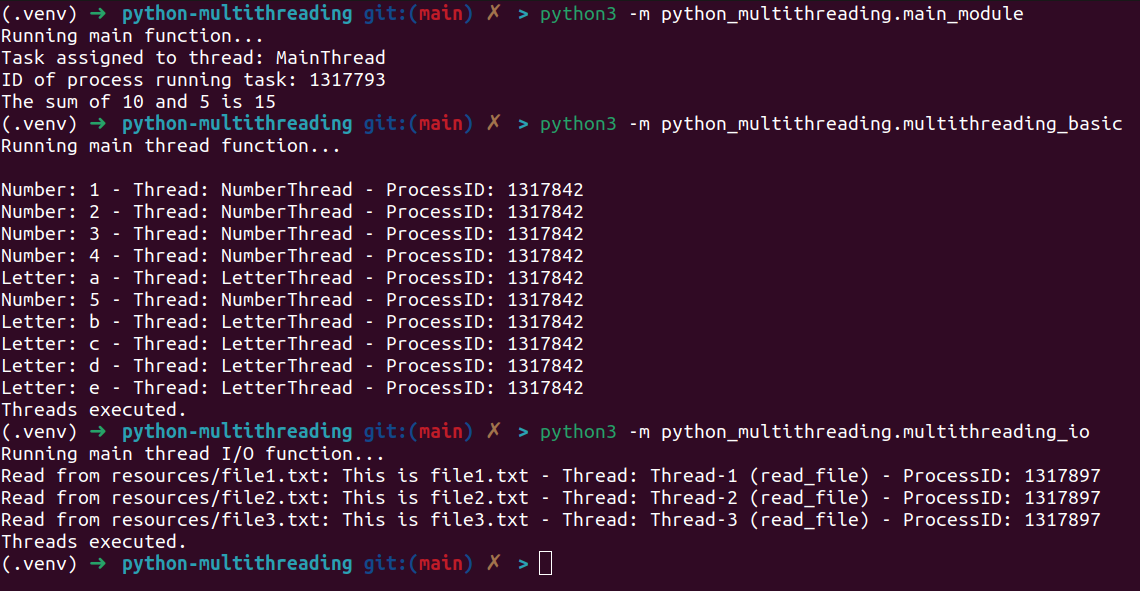 (.venv) ➜ python-multithreading git:(main) ✗ > python3 -m python_multithreading.main_module
Running main function...
Task assigned to thread: MainThread
ID of process running task: 1317793
The sum of 10 and 5 is 15
(.venv) ➜ python-multithreading git:(main) ✗ > python3 -m python_multithreading.multithreading_basic
Running main thread function...

Number: 1 - Thread: NumberThread - ProcessID: 1317842
Number: 2 - Thread: NumberThread - ProcessID: 1317842
Number: 3 - Thread: NumberThread - ProcessID: 1317842
Number: 4 - Thread: NumberThread - ProcessID: 1317842
Letter: a - Thread: LetterThread - ProcessID: 1317842
Number: 5 - Thread: NumberThread - ProcessID: 1317842
Letter: b - Thread: LetterThread - ProcessID: 1317842
Letter: c - Thread: LetterThread - ProcessID: 1317842
Letter: d - Thread: LetterThread - ProcessID: 1317842
Letter: e - Thread: LetterThread - ProcessID: 1317842
Threads executed.
(.venv) ➜ python-multithreading git:(main) ✗ > python3 -m python_multithreading.multithreading_io
Running main thread I/O function...
Read from resources/file1.txt: This is file1.txt - Thread: Thread-1 (read_file) - ProcessID: 1317897
Read from resources/file2.txt: This is file2.txt - Thread: Thread-2 (read_file) - ProcessID: 1317897
Read from resources/file3.txt: This is file3.txt - Thread: Thread-3 (read_file) - ProcessID: 1317897
Threads executed.
(.venv) ➜ python-multithreading git:(main) ✗ >